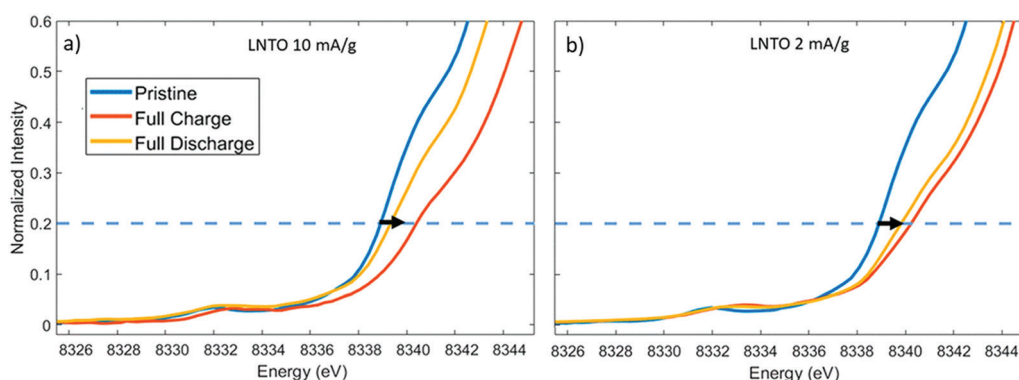 a)
LNTO 10 mA/g
Normalized Intensity
0.6
0.5
0.4
0.3
0.2
0.1
0
Pristine
Full Charge
Full Discharge
8326 8328 8330 8332 8334 8336 8338 8340 8342 8344
Energy (eV)
b)
LNTO 2 mA/g
8326 8328 8330 8332 8334 8336 8338 8340 8342 8344
Energy (eV)